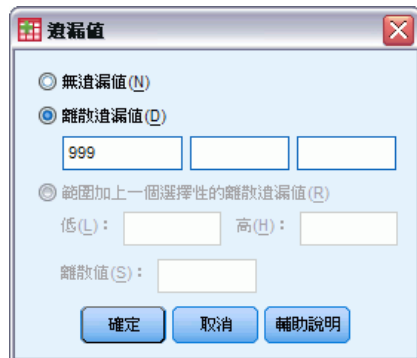 遺漏值
無遺漏值(N)
離散遺漏值(D)
999
範圍加上一個選擇性的離散遺漏值(R)
低(L)： 高(H)：
離散值(S)：
確定 取消 輔助說明